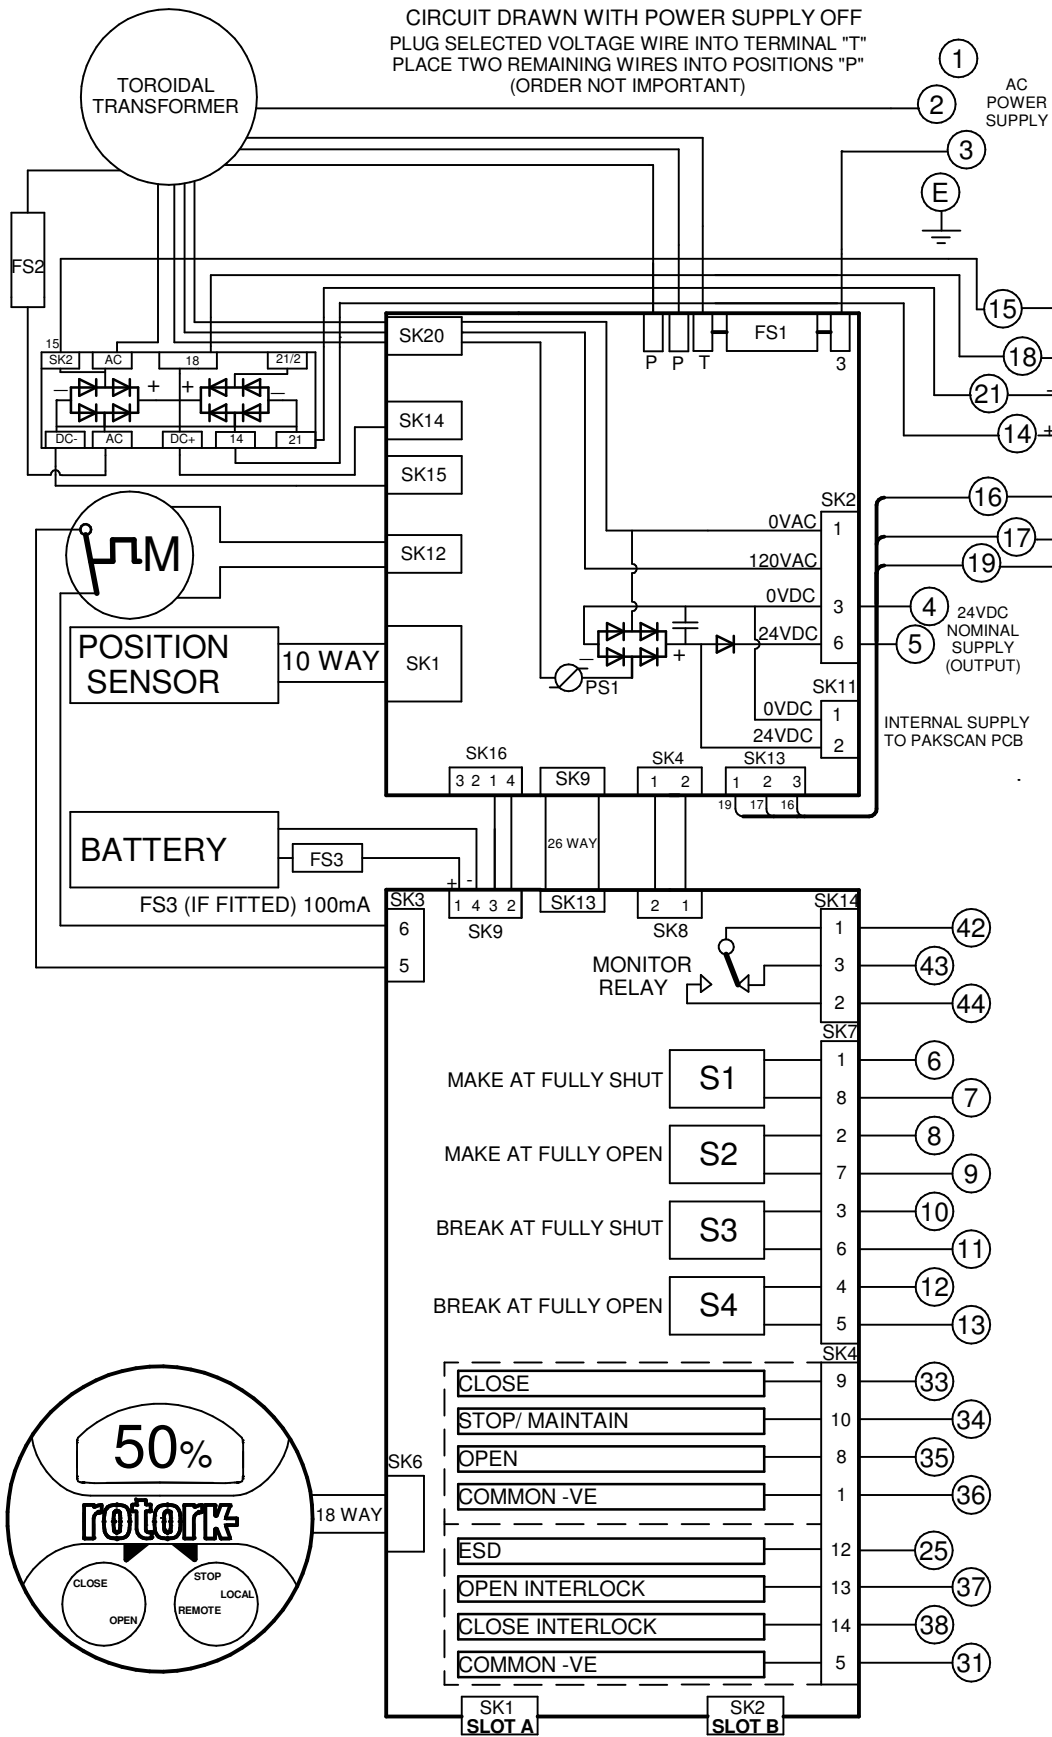 CIRCUIT DRAWN WITH POWER SUPPLY OFF
PLUG SELECTED VOLTAGE WIRE INTO TERMINAL "T"
PLACE TWO REMAINING WIRES INTO POSITIONS "P"
(ORDER NOT IMPORTANT)
TOROIDAL
TRANSFORMER
1
2
AC
POWER
SUPPLY
3
E
FS2
15
18
21 -
14 +
15
SK2 AC 18 21/2
— + + —
DC- AC DC+ 14 21
SK20
P P T FS1 3
SK14
SK15
SK12
M
SK2
0VAC 1
120VAC
0VDC 3
24VDC 6
16
17
19
4
5
24VDC
NOMINAL
SUPPLY
(OUTPUT)
— +
PS1
POSITION
SENSOR
10 WAY
SK1
SK11
0VDC 1
24VDC 2
INTERNAL SUPPLY
TO PAKSCAN PCB
.
SK16
3 2 1 4
SK9
SK4
1 2
SK13
1 2 3
19 17 16
BATTERY
FS3
26 WAY
+ -
FS3 (IF FITTED) 100mA
SK3
6
5
1 4 3 2
SK9
SK13
2 1
SK8
SK14
1 42
MONITOR
RELAY
3 43
2 44
SK7
MAKE AT FULLY SHUT S1 1 6
8 7
MAKE AT FULLY OPEN S2 2 8
7 9
BREAK AT FULLY SHUT S3 3 10
6 11
BREAK AT FULLY OPEN S4 4 12
5 13
SK4
CLOSE 9 33
STOP/ MAINTAIN 10 34
OPEN 8 35
COMMON -VE 1 36
ESD 12 25
OPEN INTERLOCK 13 37
CLOSE INTERLOCK 14 38
COMMON -VE 5 31
50%
rotork
SK6
18 WAY
CLOSE
OPEN
STOP
LOCAL
REMOTE
SK1
SLOT A
SK2
SLOT B